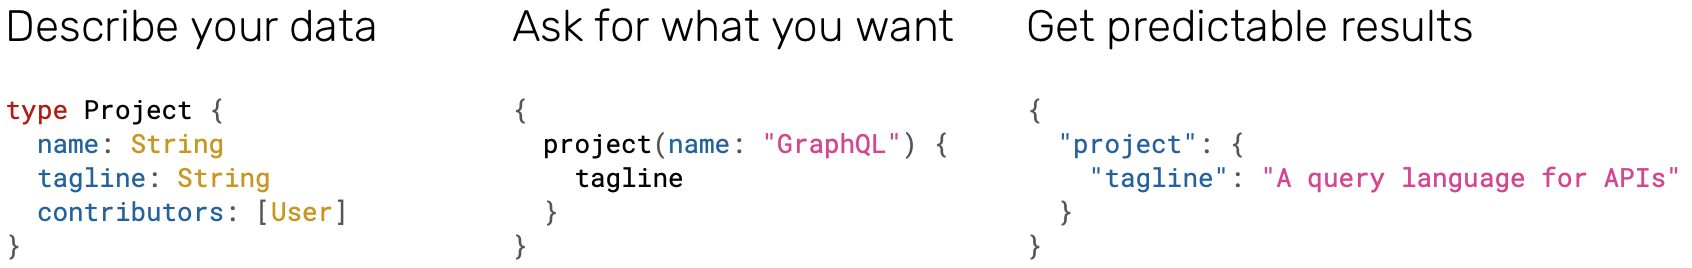 Describe your data
type Project {
  name: String
  tagline: String
  contributors: [User]
}
Ask for what you want
{
  project(name: "GraphQL") {
    tagline
  }
}
Get predictable results
{
  "project": {
    "tagline": "A query language for APIs"
  }
}